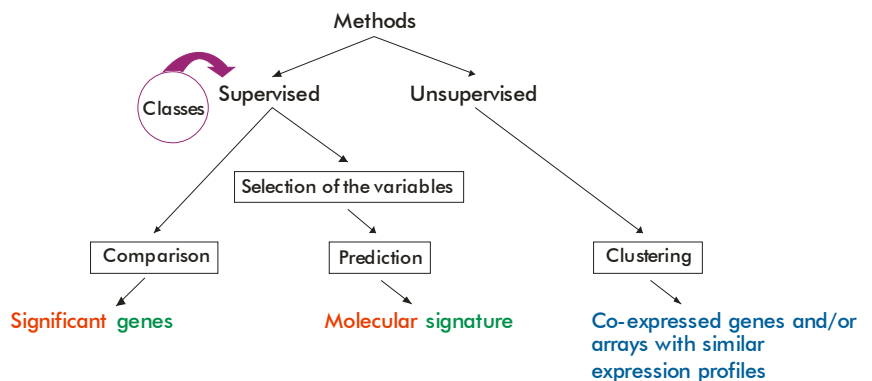 Methods
Classes
Supervised
Unsupervised
Selection of the variables
Comparison
Prediction
Clustering
Significant genes
Molecular signature
Co-expressed genes and/or
arrays with similar
expression profiles